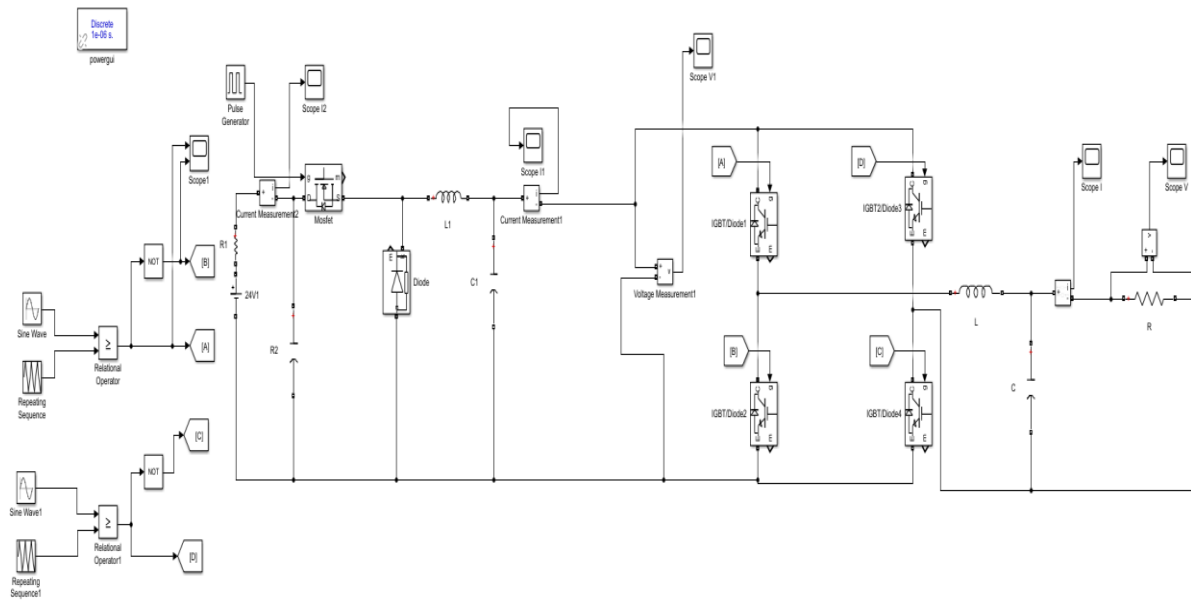 Discrete
1e-06 s.
powergui
Scope V1
Pulse
Generator
Scope I2
Scope1
Scope I1
[A]
[D]
Scope I
Scope V
g
m
D
S
Mosfet
Current Measurement2
Current Measurement1
L1
IGBT/Diode1
IGBT2/Diode3
R1
NOT
[B]
24V1
Diode
C1
Voltage Measurement1
L
R
Sine Wave
≥
Relational
Operator
[A]
R2
[B]
[C]
C
Repeating
Sequence
IGBT/Diode2
IGBT/Diode4
[C]
NOT
Sine Wave1
≥
Relational
Operator1
[D]
Repeating
Sequence1